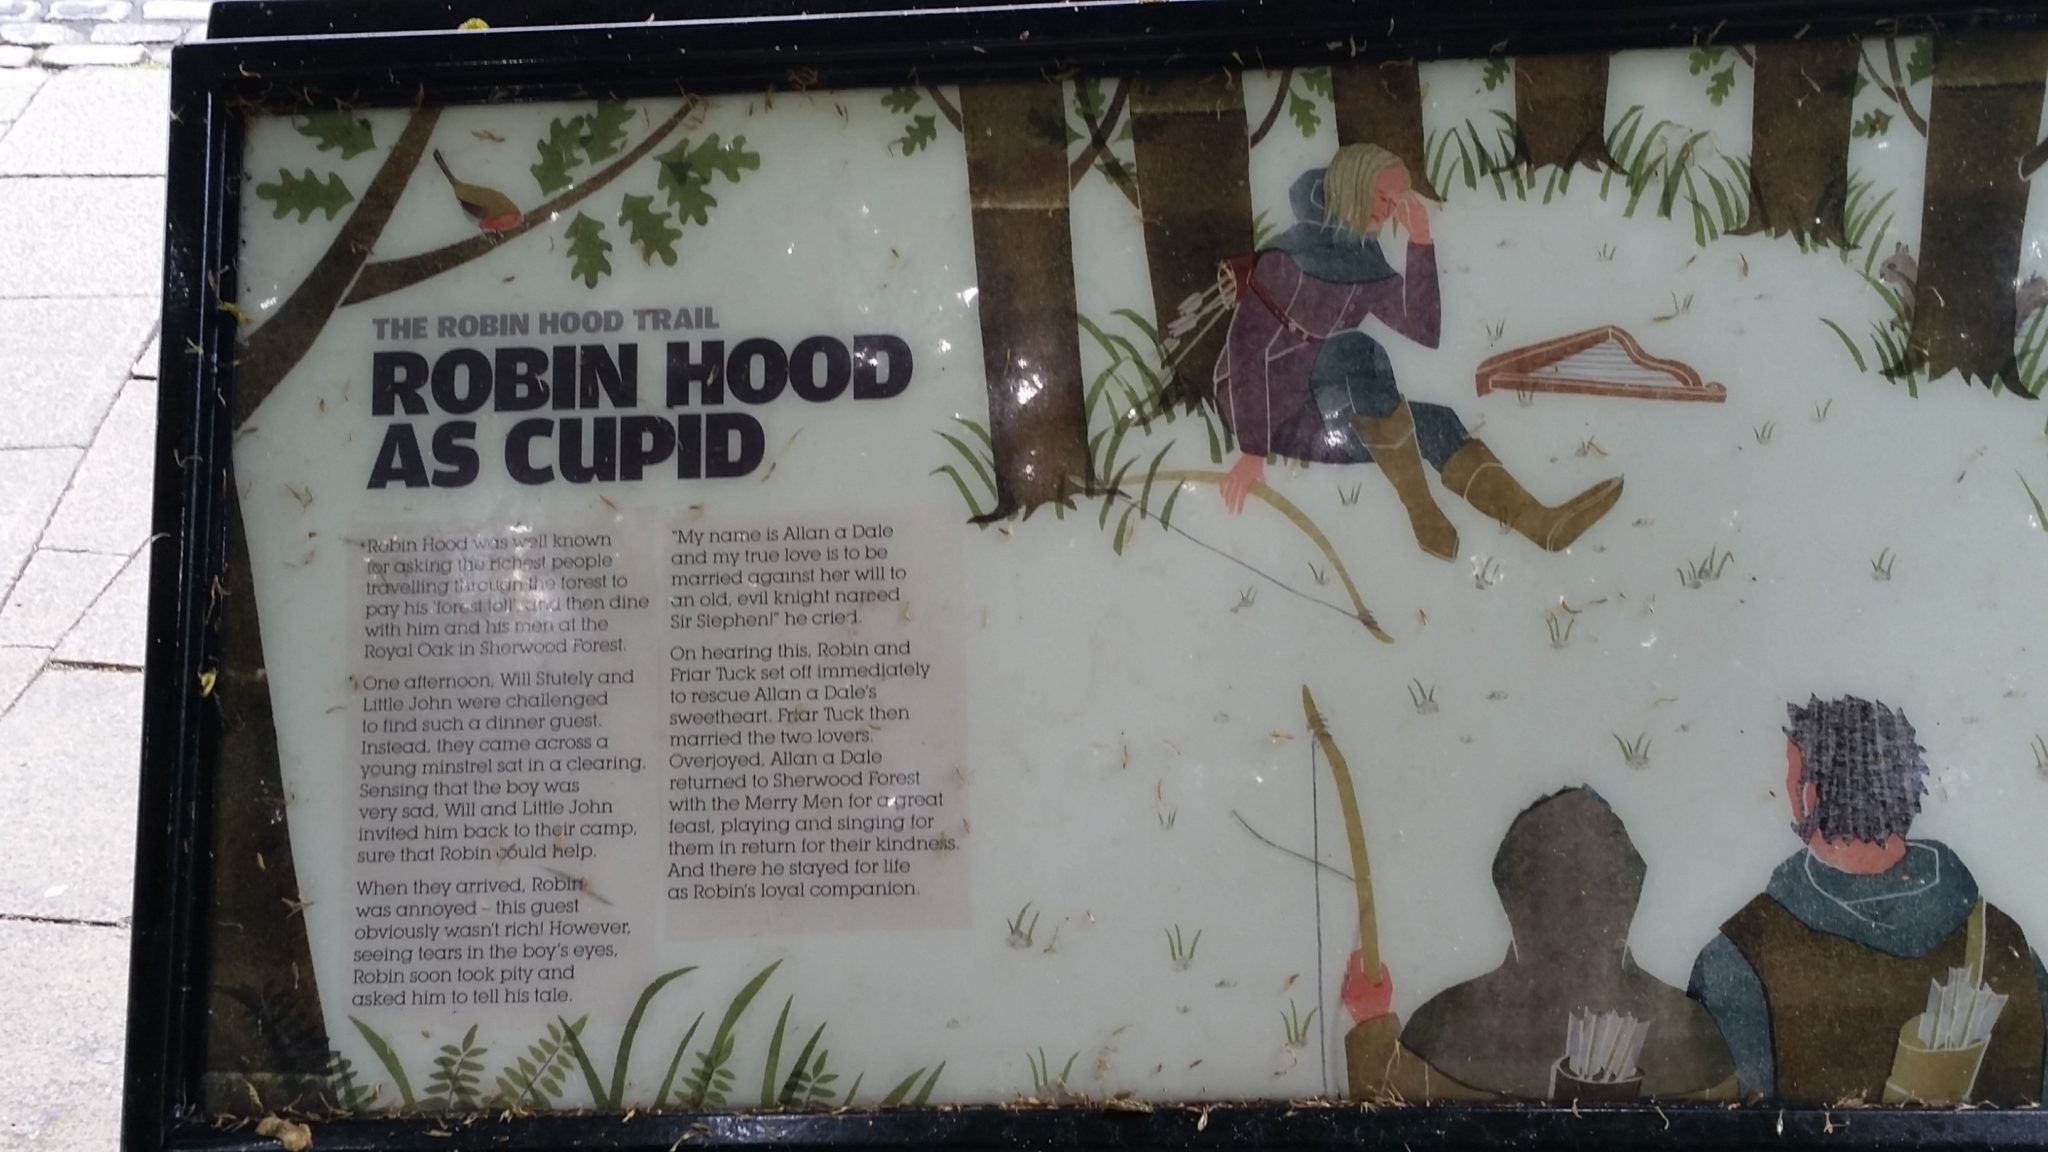 THE ROBIN HOOD TRAIL
ROBIN HOOD
AS CUPID
Robin Hood was well known
for asking the richest people
travelling through the forest to
pay his 'forest toll' and then dine
with him and his men at the
Royal Oak in Sherwood Forest.
One afternoon, Will Stutely and
Little John were challenged
to find such a dinner guest.
Instead, they came across a
young minstrel sat in a clearing.
Sensing that the boy was
very sad, Will and Little John
invited him back to their camp,
sure that Robin could help.
When they arrived, Robin
was annoyed – this guest
obviously wasn't rich! However,
seeing tears in the boy's eyes,
Robin soon took pity and
asked him to tell his tale.
"My name is Allan a Dale
and my true love is to be
married against her will to
an old, evil knight named
Sir Stephen!" he cried.
On hearing this, Robin and
Friar Tuck set off immediately
to rescue Allan a Dale's
sweetheart. Friar Tuck then
married the two lovers.
Overjoyed, Allan a Dale
returned to Sherwood Forest
with the Merry Men for a great
feast, playing and singing for
them in return for their kindness.
And there he stayed for life
as Robin's loyal companion.